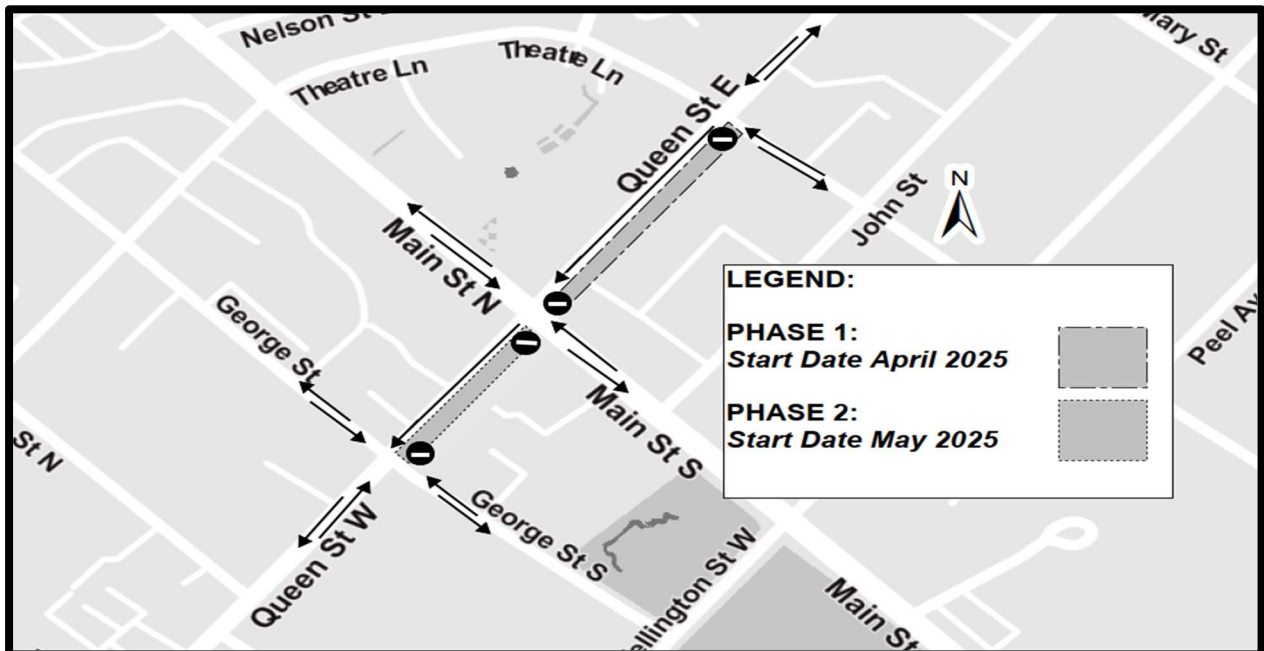 Nelson St E
Theatre Ln
Theatre Ln
Mary St
Queen St E
John St
N
Main St N
George St
Peel Av
LEGEND:
PHASE 1:
Start Date April 2025
PHASE 2:
Start Date May 2025
Main St S
St N
George St S
Queen St W
ellington St W
Main St